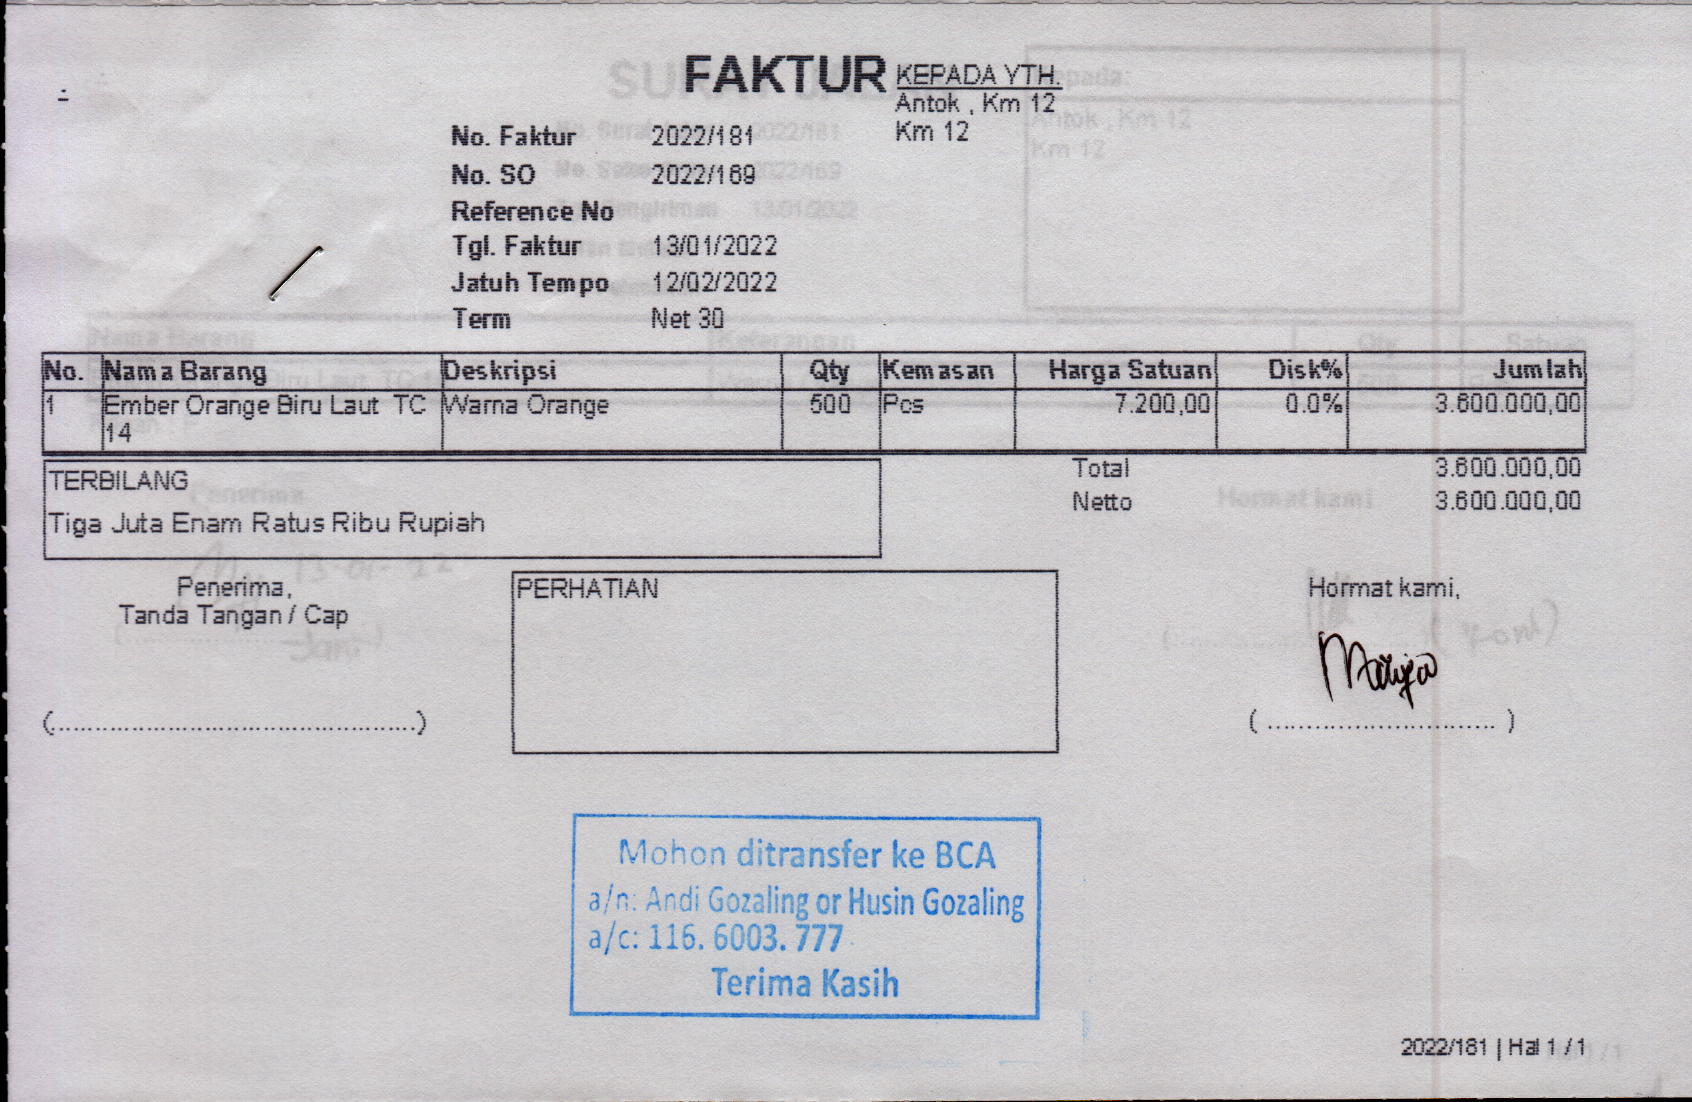 FAKTUR
KEPADA YTH.
Antok , Km 12
Km 12
No. Faktur 2022/181
No. SO 2022/169
Reference No
Tgl. Faktur 13/01/2022
Jatuh Tempo 12/02/2022
Term Net 30
No. Nama Barang Deskripsi Qty Kemasan Harga Satuan Disk% Jumlah
1 Ember Orange Biru Laut TC Warna Orange 500 Pcs 7.200,00 0.0% 3.600.000,00
14
TERBILANG
Tiga Juta Enam Ratus Ribu Rupiah
Total 3.600.000,00
Netto 3.600.000,00
Penerima,
Tanda Tangan / Cap
(................................................)
PERHATIAN
Hormat kami,
( ............................. )
Mohon ditransfer ke BCA
a/n: Andi Gozaling or Husin Gozaling
a/c: 116. 6003. 777
Terima Kasih
2022/181 | Hal 1 / 1